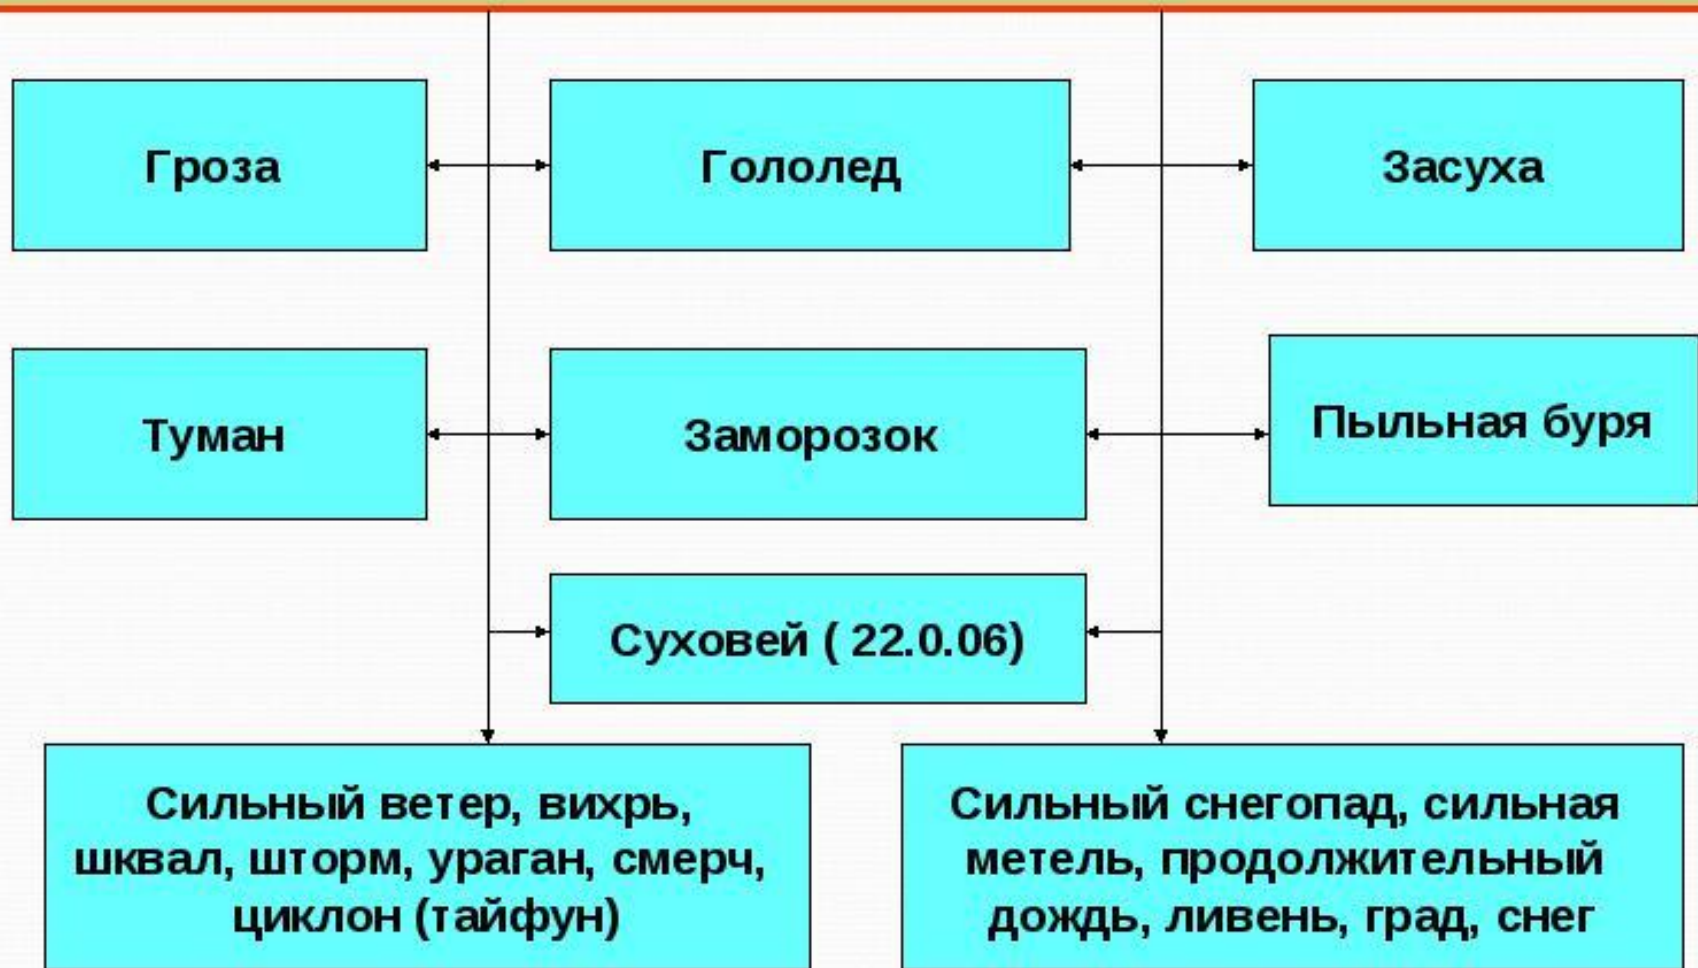 Гроза
Гололед
Засуха
Туман
Заморозок
Пыльная буря
Суховей ( 22.0.06)
Сильный ветер, вихрь,
шквал, шторм, ураган, смерч,
циклон (тайфун)
Сильный снегопад, сильная
метель, продолжительный
дождь, ливень, град, снег